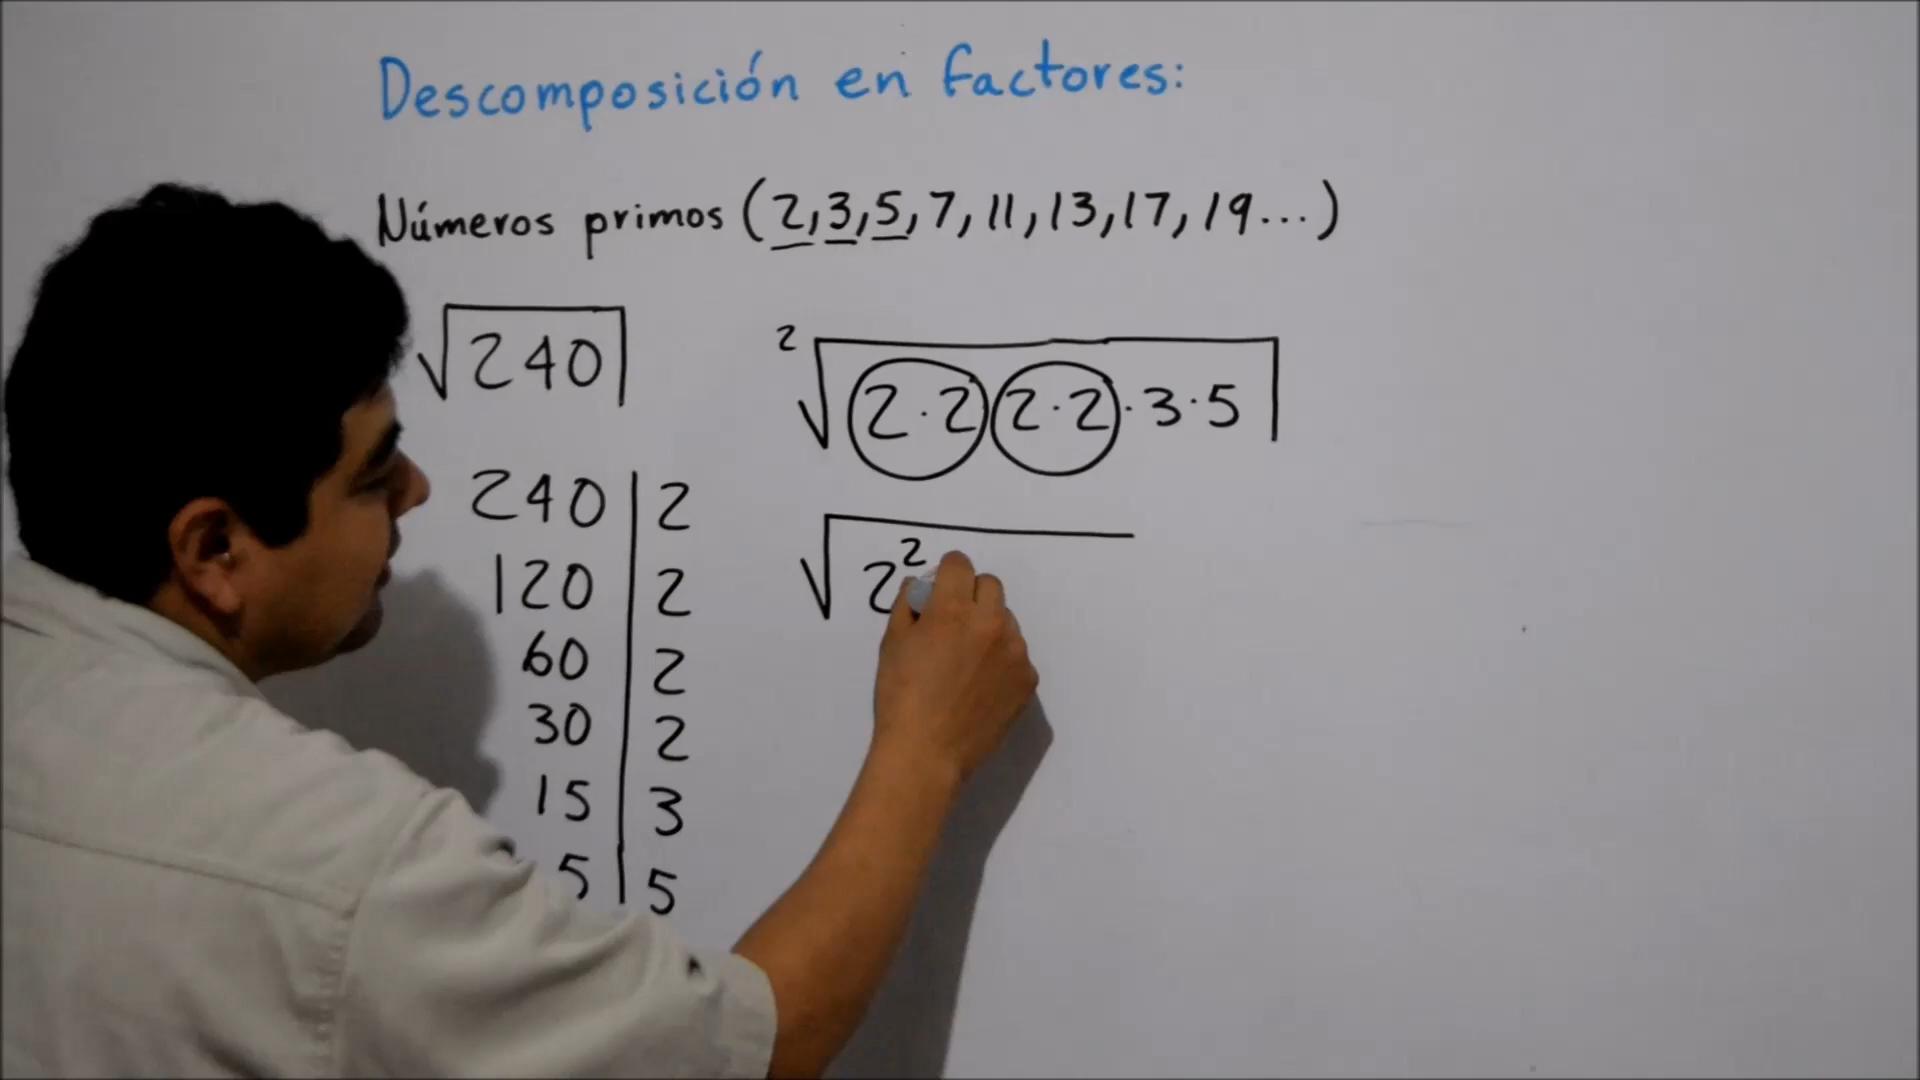 Descomposición en factores:
Números primos (2, 3, 5, 7, 11, 13, 17, 19...)
√240
240 | 2
120 | 2
60 | 2
30 | 2
15 | 3
5 | 5
²√2·2 2·2·3·5
√2²